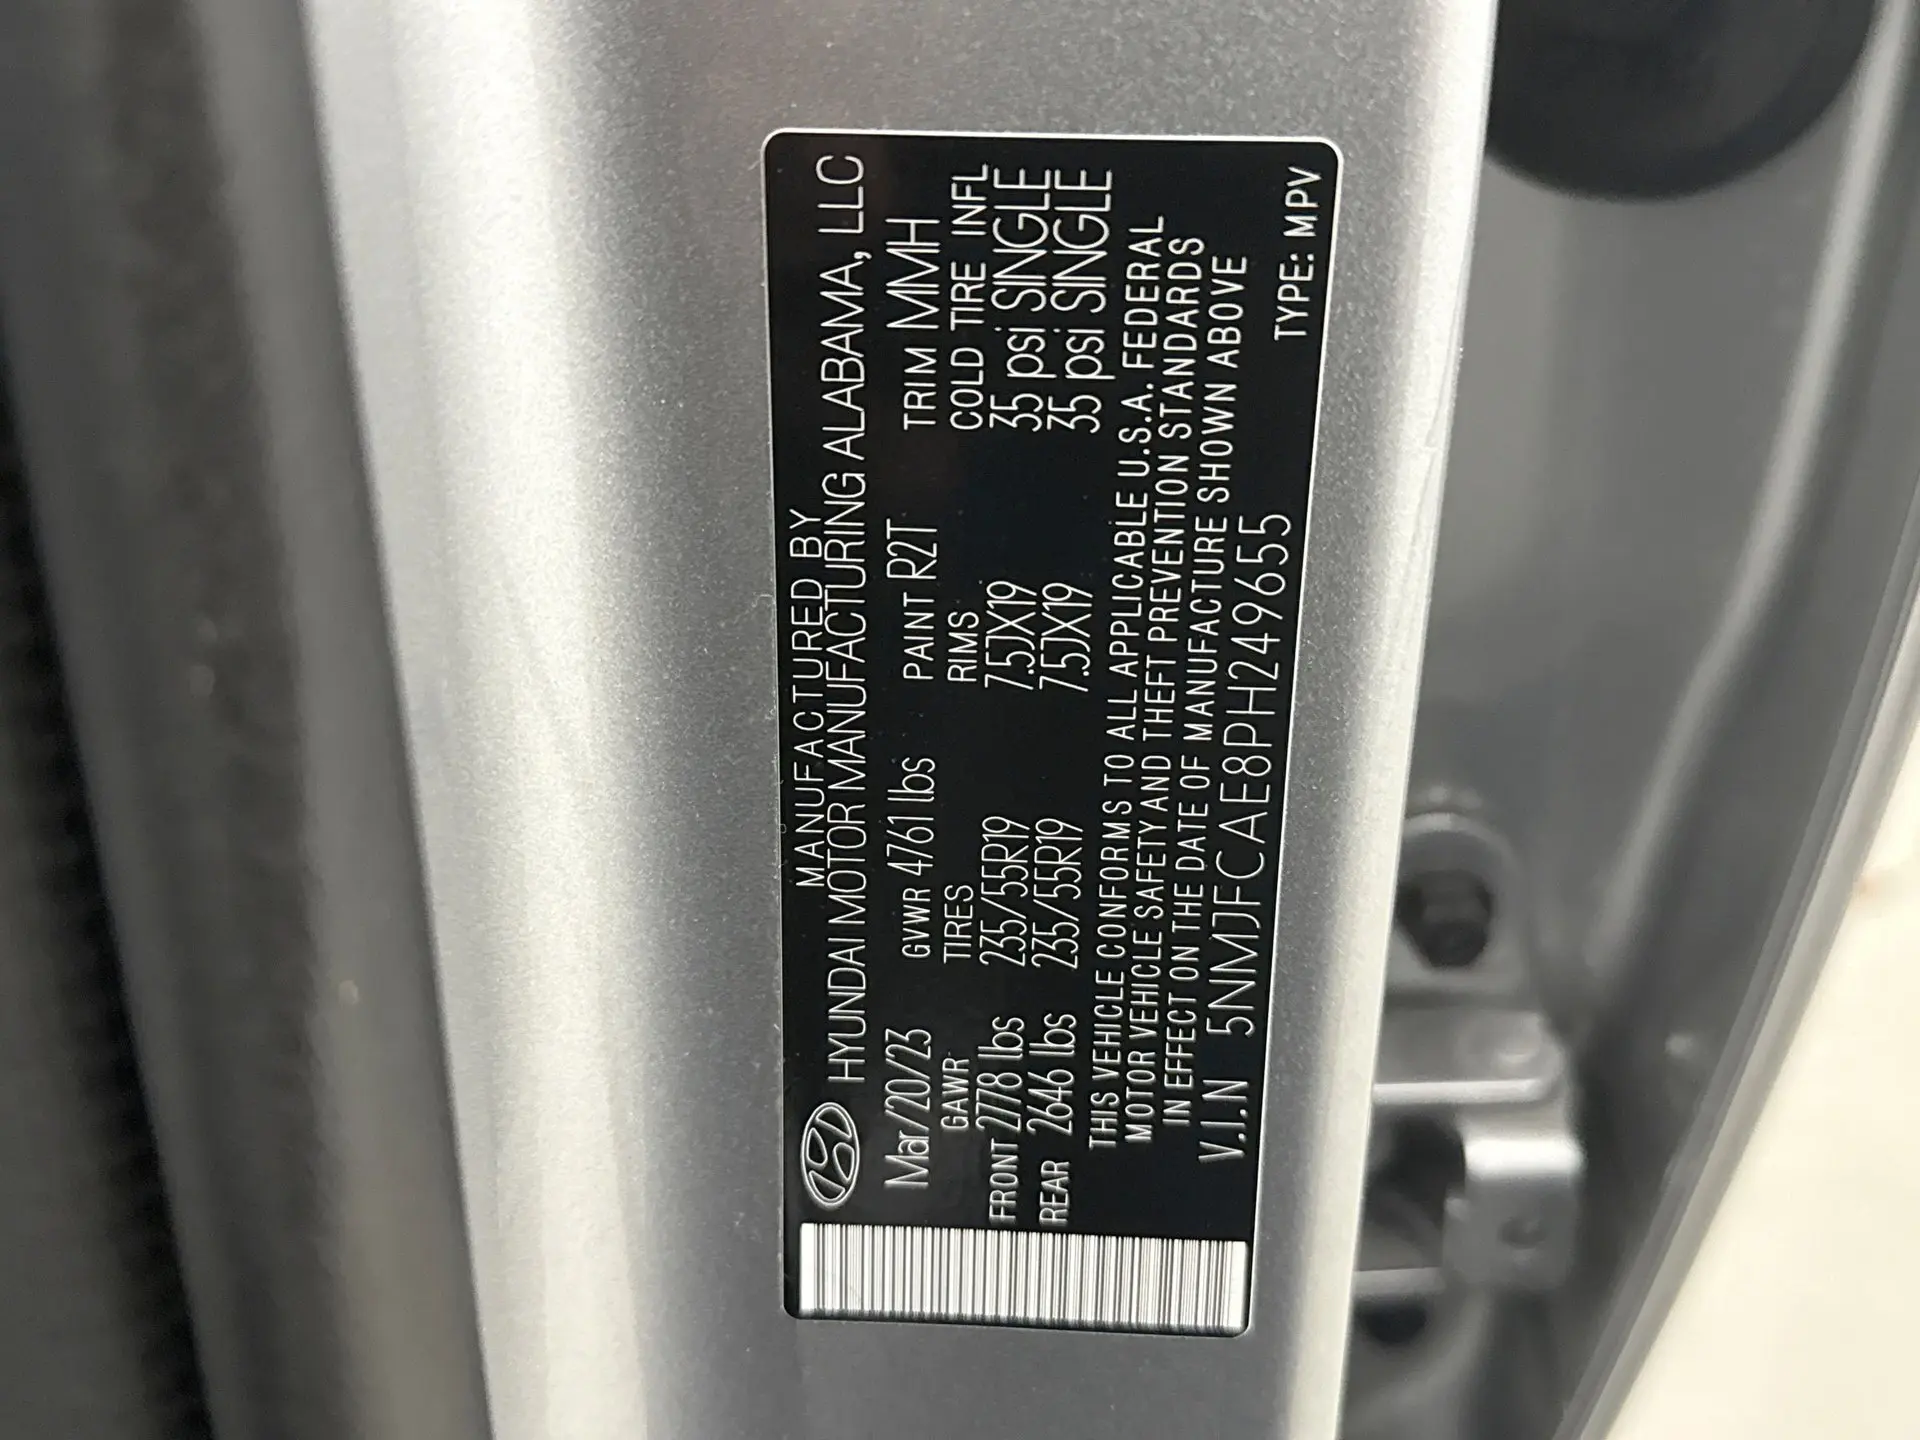 MANUFACTURED BY
HYUNDAI MOTOR MANUFACTURING ALABAMA, LLC
Mar/20/23 GVWR 4761 lbs PAINT R2T TRIM MMH
GAWR TIRES RIMS COLD TIRE INFL
FRONT 2778 lbs 235/55R19 7.5JX19 35 psi SINGLE
REAR 2646 lbs 235/55R19 7.5JX19 35 psi SINGLE
THIS VEHICLE CONFORMS TO ALL APPLICABLE U.S.A. FEDERAL
MOTOR VEHICLE SAFETY AND THEFT PREVENTION STANDARDS
IN EFFECT ON THE DATE OF MANUFACTURE SHOWN ABOVE
V.I.N 5NMJFCAE8PH249655
TYPE: MPV